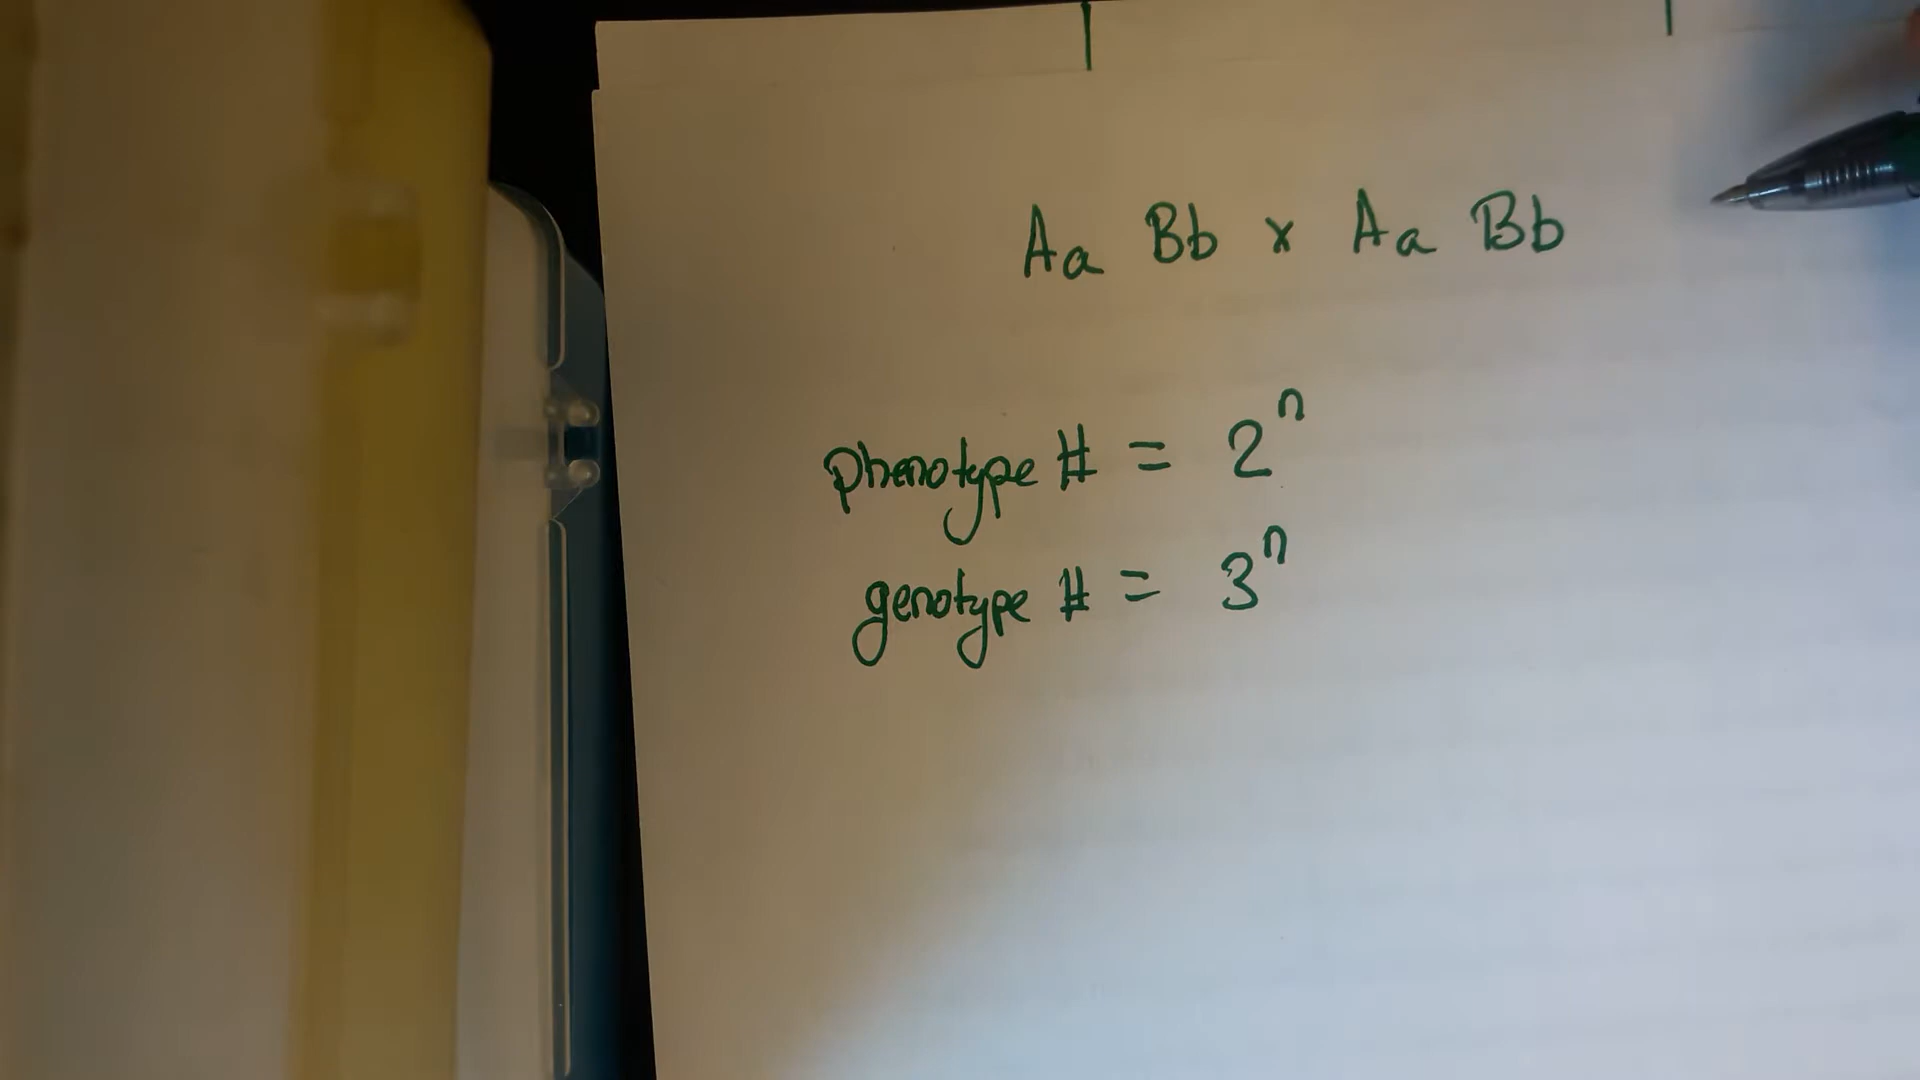 Aa Bb x Aa Bb
phenotype # = 2ⁿ
genotype # = 3ⁿ